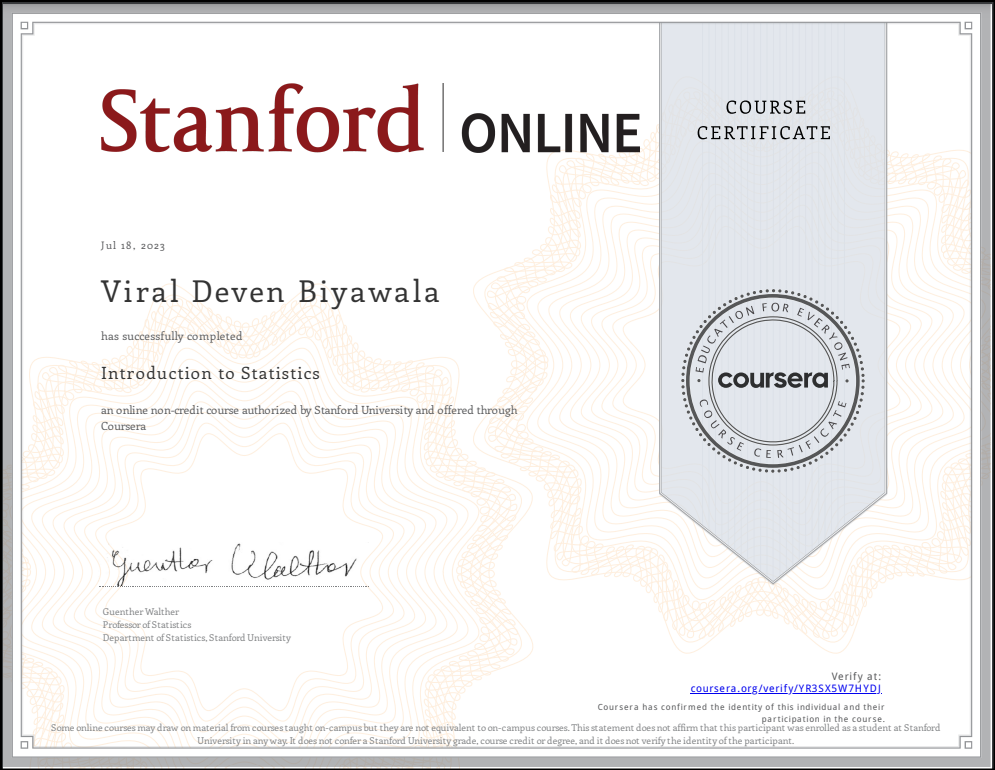 Stanford | ONLINE
COURSE
CERTIFICATE
Jul 18, 2023
Viral Deven Biyawala
has successfully completed
Introduction to Statistics
an online non-credit course authorized by Stanford University and offered through
Coursera
EDUCATION FOR EVERYONE
coursera
COURSE CERTIFICATE
Guenther Walther
Guenther Walther
Professor of Statistics
Department of Statistics, Stanford University
Verify at:
coursera.org/verify/YR3SX5W7HYDJ
Coursera has confirmed the identity of this individual and their
participation in the course.
Some online courses may draw on material from courses taught on-campus but they are not equivalent to on-campus courses. This statement does not affirm that this participant was enrolled as a student at Stanford
University in any way. It does not confer a Stanford University grade, course credit or degree, and it does not verify the identity of the participant.